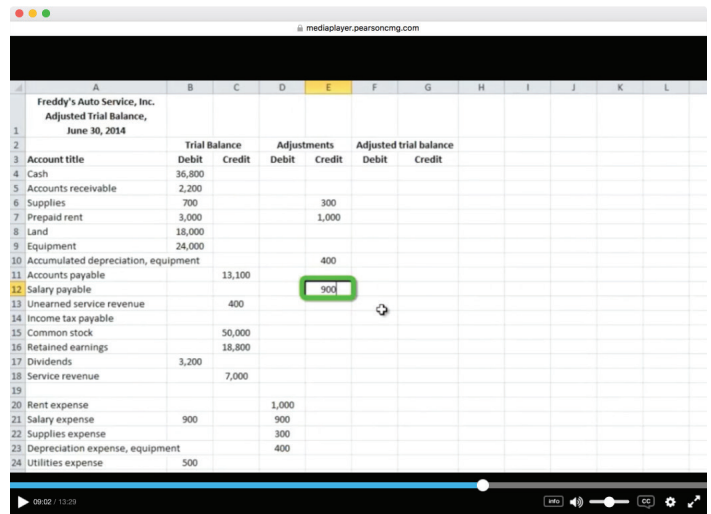 mediaplayer.pearsoncmg.com
A B C D E F G H I J K L
Freddy's Auto Service, Inc.
Adjusted Trial Balance,
1 June 30, 2014
2 Trial Balance Adjustments Adjusted trial balance
3 Account title Debit Credit Debit Credit Debit Credit
4 Cash 36,800
5 Accounts receivable 2,200
6 Supplies 700 300
7 Prepaid rent 3,000 1,000
8 Land 18,000
9 Equipment 24,000
10 Accumulated depreciation, equipment 400
11 Accounts payable 13,100
12 Salary payable 900
13 Unearned service revenue 400
14 Income tax payable
15 Common stock 50,000
16 Retained earnings 18,800
17 Dividends 3,200
18 Service revenue 7,000
19
20 Rent expense 1,000
21 Salary expense 900 900
22 Supplies expense 300
23 Depreciation expense, equipment 400
24 Utilities expense 500
09:02 / 13:29 info CC